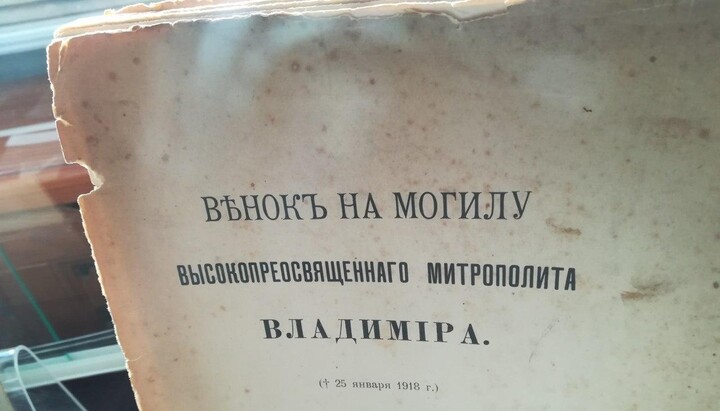 ВѢНОКЪ НА МОГИЛУ
ВЫСОКОПРЕОСВЯЩЕННАГО МИТРОПОЛИТА
ВЛАДИМІРА.
(† 25 января 1918 г.)